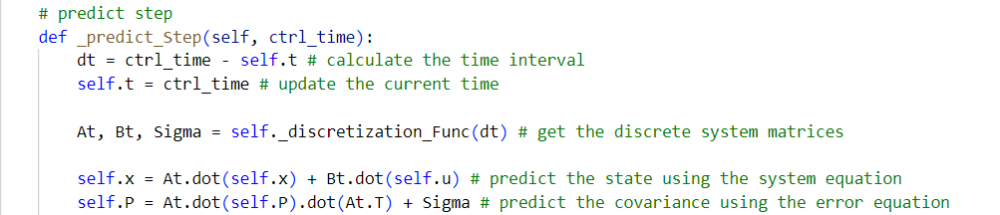 # predict step
def _predict_Step(self, ctrl_time):
dt = ctrl_time - self.t # calculate the time interval
self.t = ctrl_time # update the current time
At, Bt, Sigma = self._discretization_Func(dt) # get the discrete system matrices
self.x = At.dot(self.x) + Bt.dot(self.u) # predict the state using the system equation
self.P = At.dot(self.P).dot(At.T) + Sigma # predict the covariance using the error equation